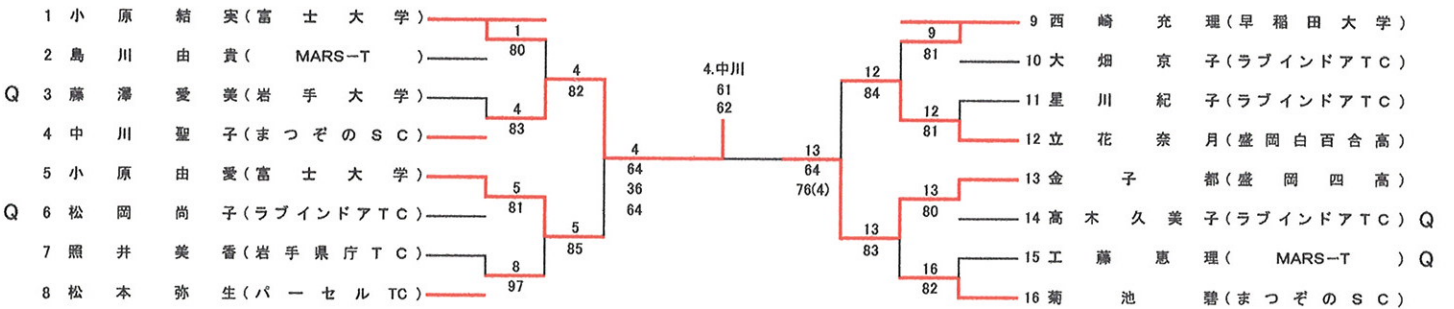 1 小原結実(富士大学)
1
80
2 鳥川由貴(MARS-T)
4
82
Q 3 藤澤愛美(岩手大学)
4
83
4 中川聖子(まつぞのSC)
4
64
36
64
5 小原由愛(富士大学)
5
81
Q 6 松岡尚子(ラブインドアTC)
5
85
7 照井美香(岩手県庁TC)
8
97
8 松本弥生(パーセルTC)
4.中川
61
62
9 西崎充理(早稲田大学)
9
81
10 大畑京子(ラブインドアTC)
12
84
11 星川紀子(ラブインドアTC)
12
81
12 立花奈月(盛岡白百合高)
13
64
76(4)
13 金子都(盛岡四高)
13
80
14 高木久美子(ラブインドアTC) Q
13
83
15 工藤恵理(MARS-T) Q
16
82
16 菊池碧(まつぞのSC)